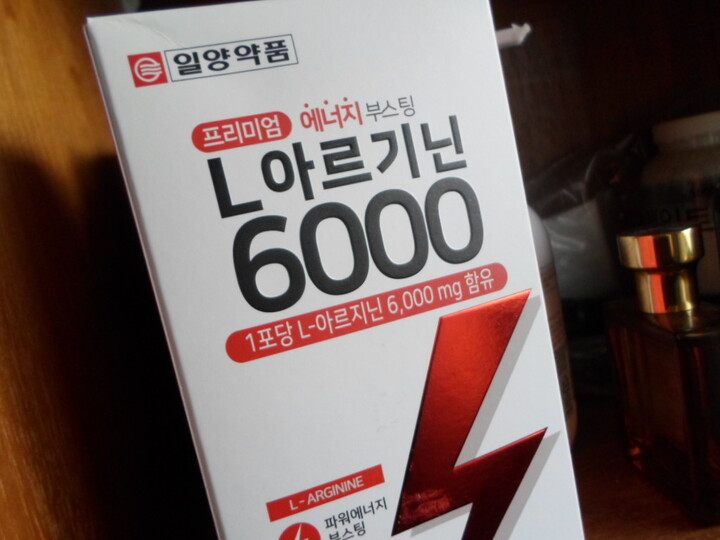 일양약품
프리미엄 에너지 부스팅
L아르기닌
6000
1포당 L-아르지닌 6,000 mg 함유
L-ARGININE
파워에너지
부스팅